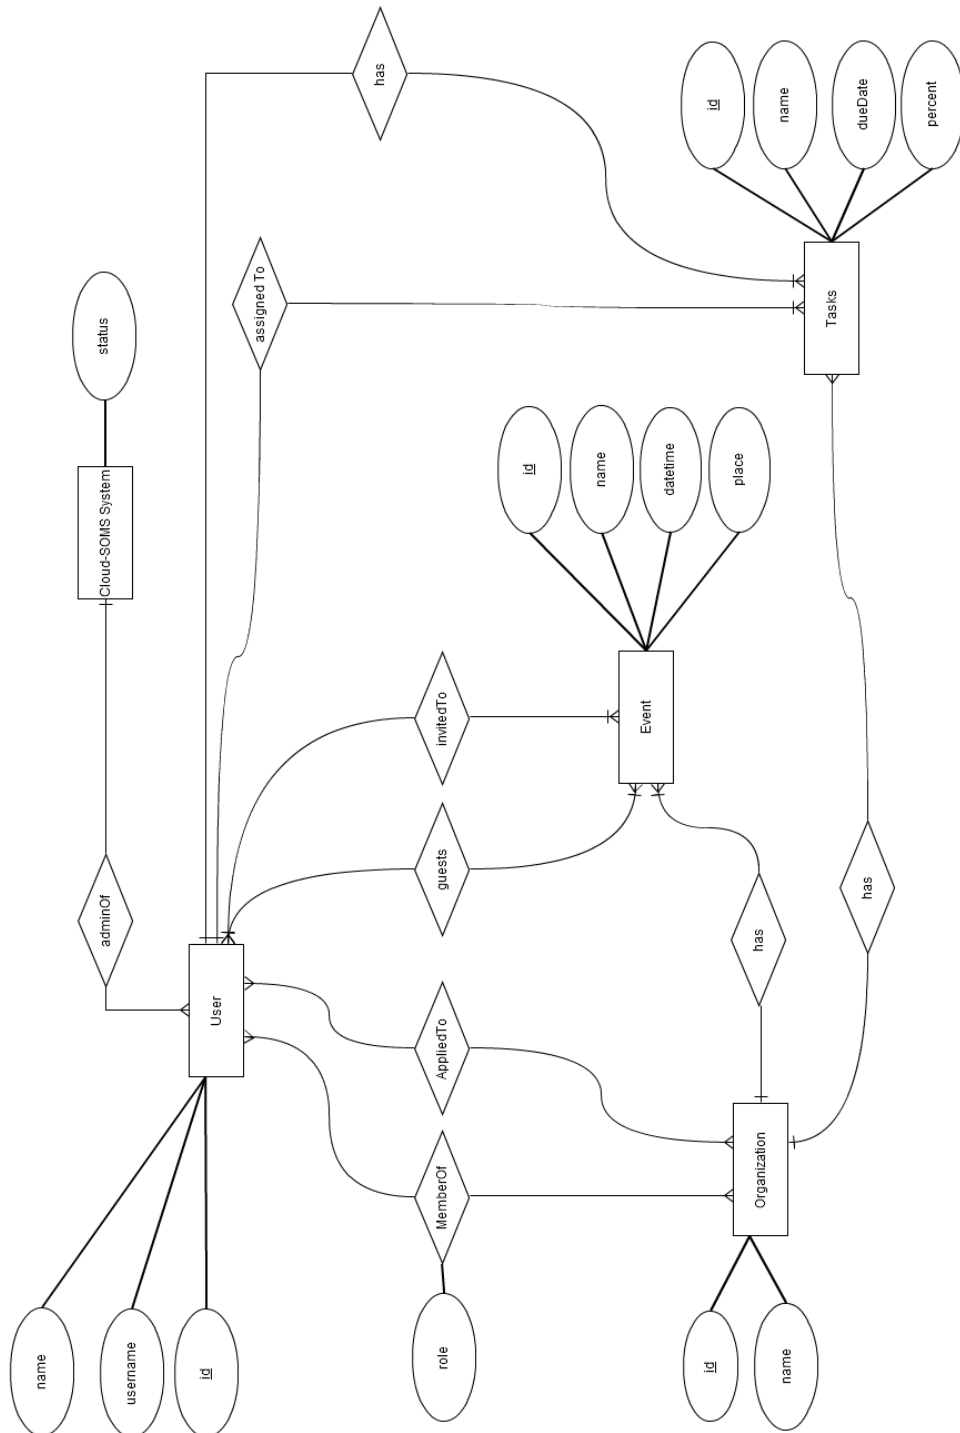 name
username
id
adminOf
Cloud-SOMS System
status
User
role
MemberOf
AppliedTo
guests
invitedTo
assigned To
has
id
name
Organization
has
Event
id
name
datetime
place
has
Tasks
id
name
dueDate
percent